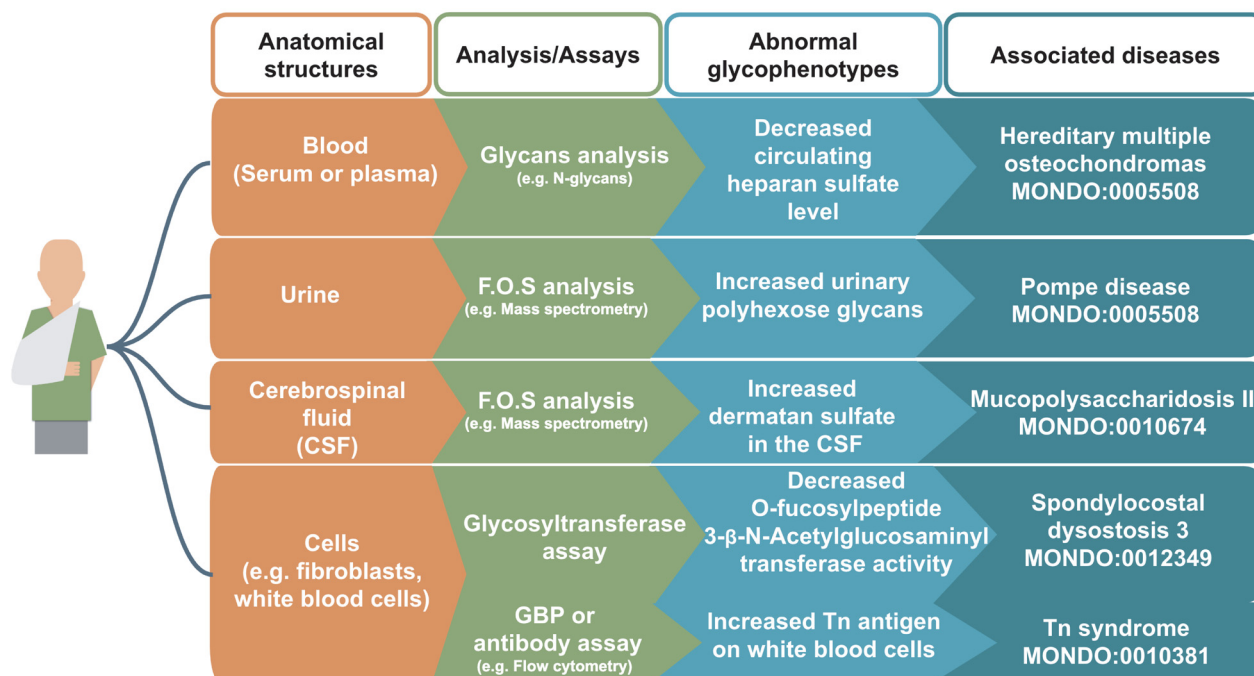 Anatomical
structures
Analysis/Assays
Abnormal
glycophenotypes
Associated diseases
Blood
(Serum or plasma)
Glycans analysis
(e.g. N-glycans)
Decreased
circulating
heparan sulfate
level
Hereditary multiple
osteochondromas
MONDO:0005508
Urine
F.O.S analysis
(e.g. Mass spectrometry)
Increased urinary
polyhexose glycans
Pompe disease
MONDO:0005508
Cerebrospinal
fluid
(CSF)
F.O.S analysis
(e.g. Mass spectrometry)
Increased
dermatan sulfate
in the CSF
Mucopolysaccharidosis II
MONDO:0010674
Cells
(e.g. fibroblasts,
white blood cells)
Glycosyltransferase
assay
Decreased
O-fucosylpeptide
3-β-N-Acetylglucosaminyl
transferase activity
Spondylocostal
dysostosis 3
MONDO:0012349
GBP or
antibody assay
(e.g. Flow cytometry)
Increased Tn antigen
on white blood cells
Tn syndrome
MONDO:0010381